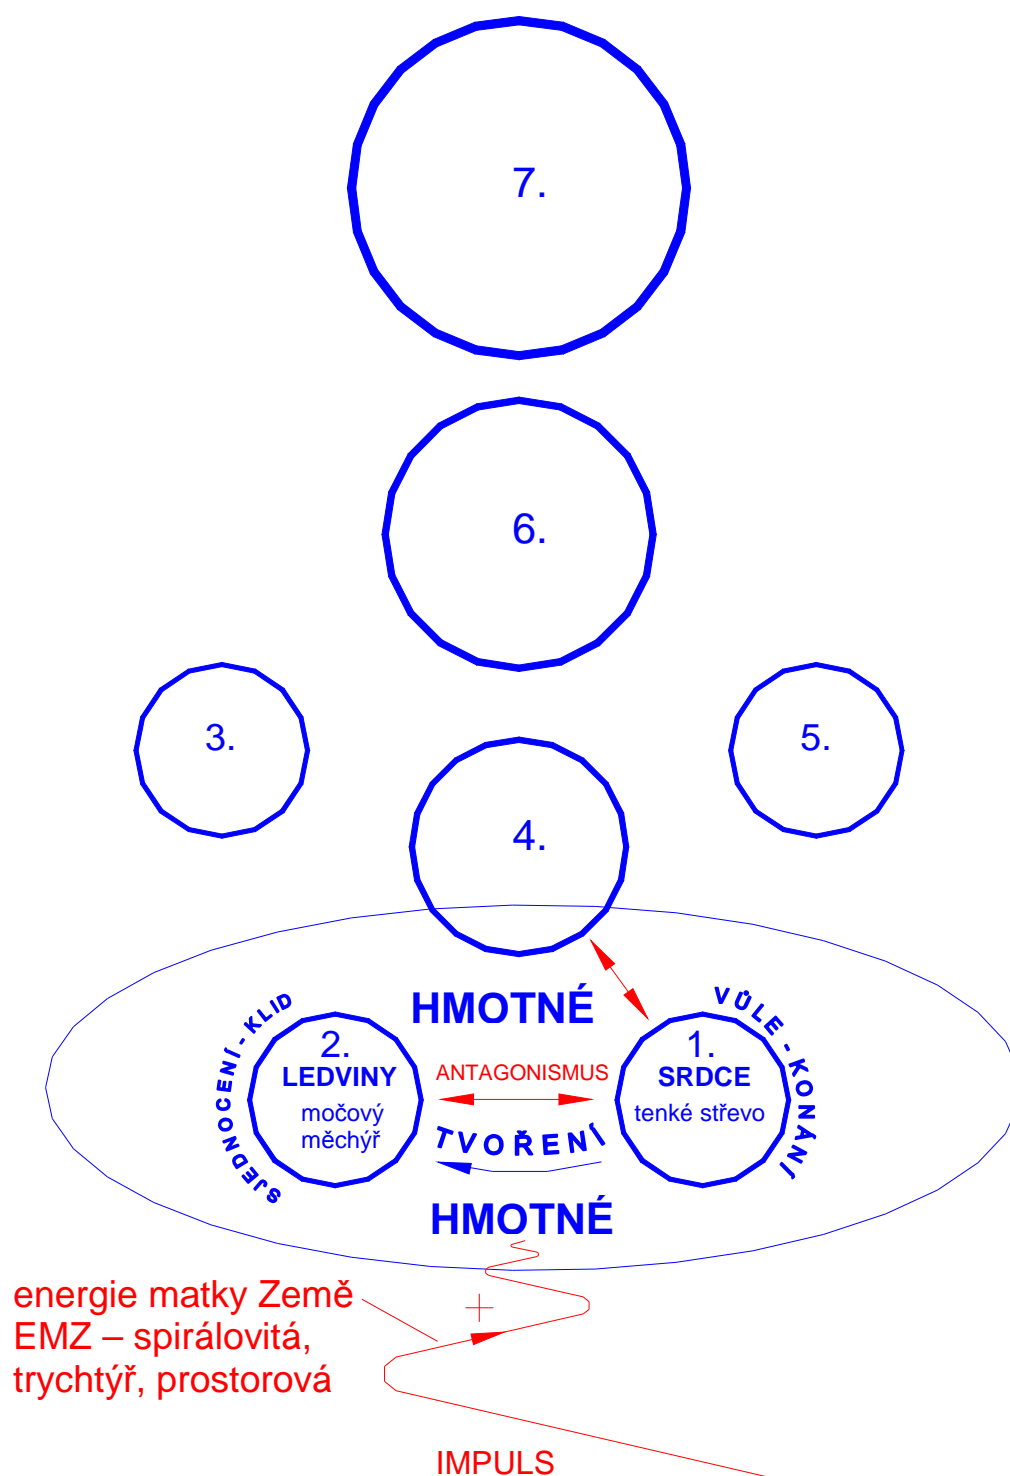 7.
6.
3.
5.
4.
HMOTNÉ
SJEDNOCENÍ - KLID
2.
LEDVINY
močový
měchýř
ANTAGONISMUS
TVOŘENÍ
1.
SRDCE
tenké střevo
VŮLE - KONÁNÍ
HMOTNÉ
energie matky Země
EMZ – spirálovitá,
trychtýř, prostorová
+
IMPULS